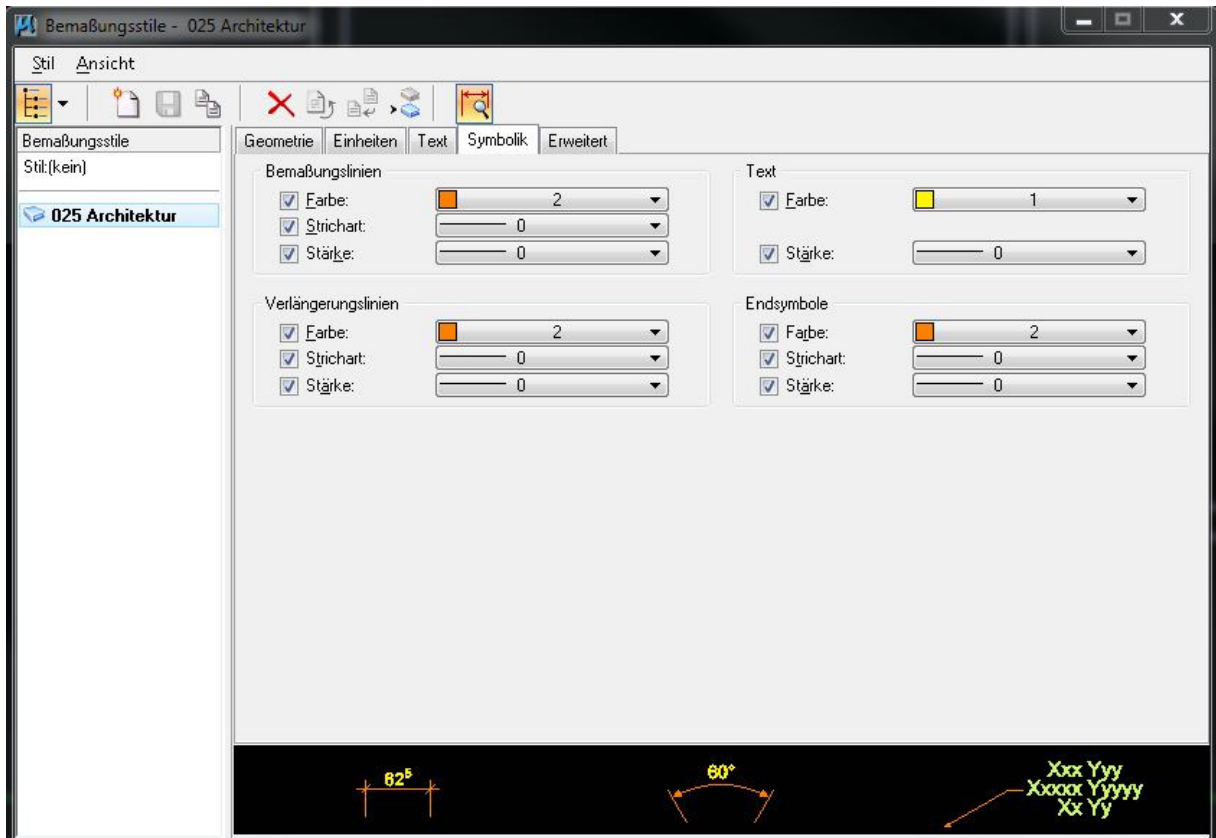 Bemaßungsstile - 025 Architektur
Stil Ansicht
Bemaßungsstile
Stil:(kein)
025 Architektur
Geometrie Einheiten Text Symbolik Erweitert
Bemaßungslinien
Farbe: 2
Strichart: 0
Stärke: 0
Text
Farbe: 1
Stärke: 0
Verlängerungslinien
Farbe: 2
Strichart: 0
Stärke: 0
Endsymbole
Farbe: 2
Strichart: 0
Stärke: 0
62⁵
60°
Xxx Yyy
Xxxxx Yyyyy
Xx Yy